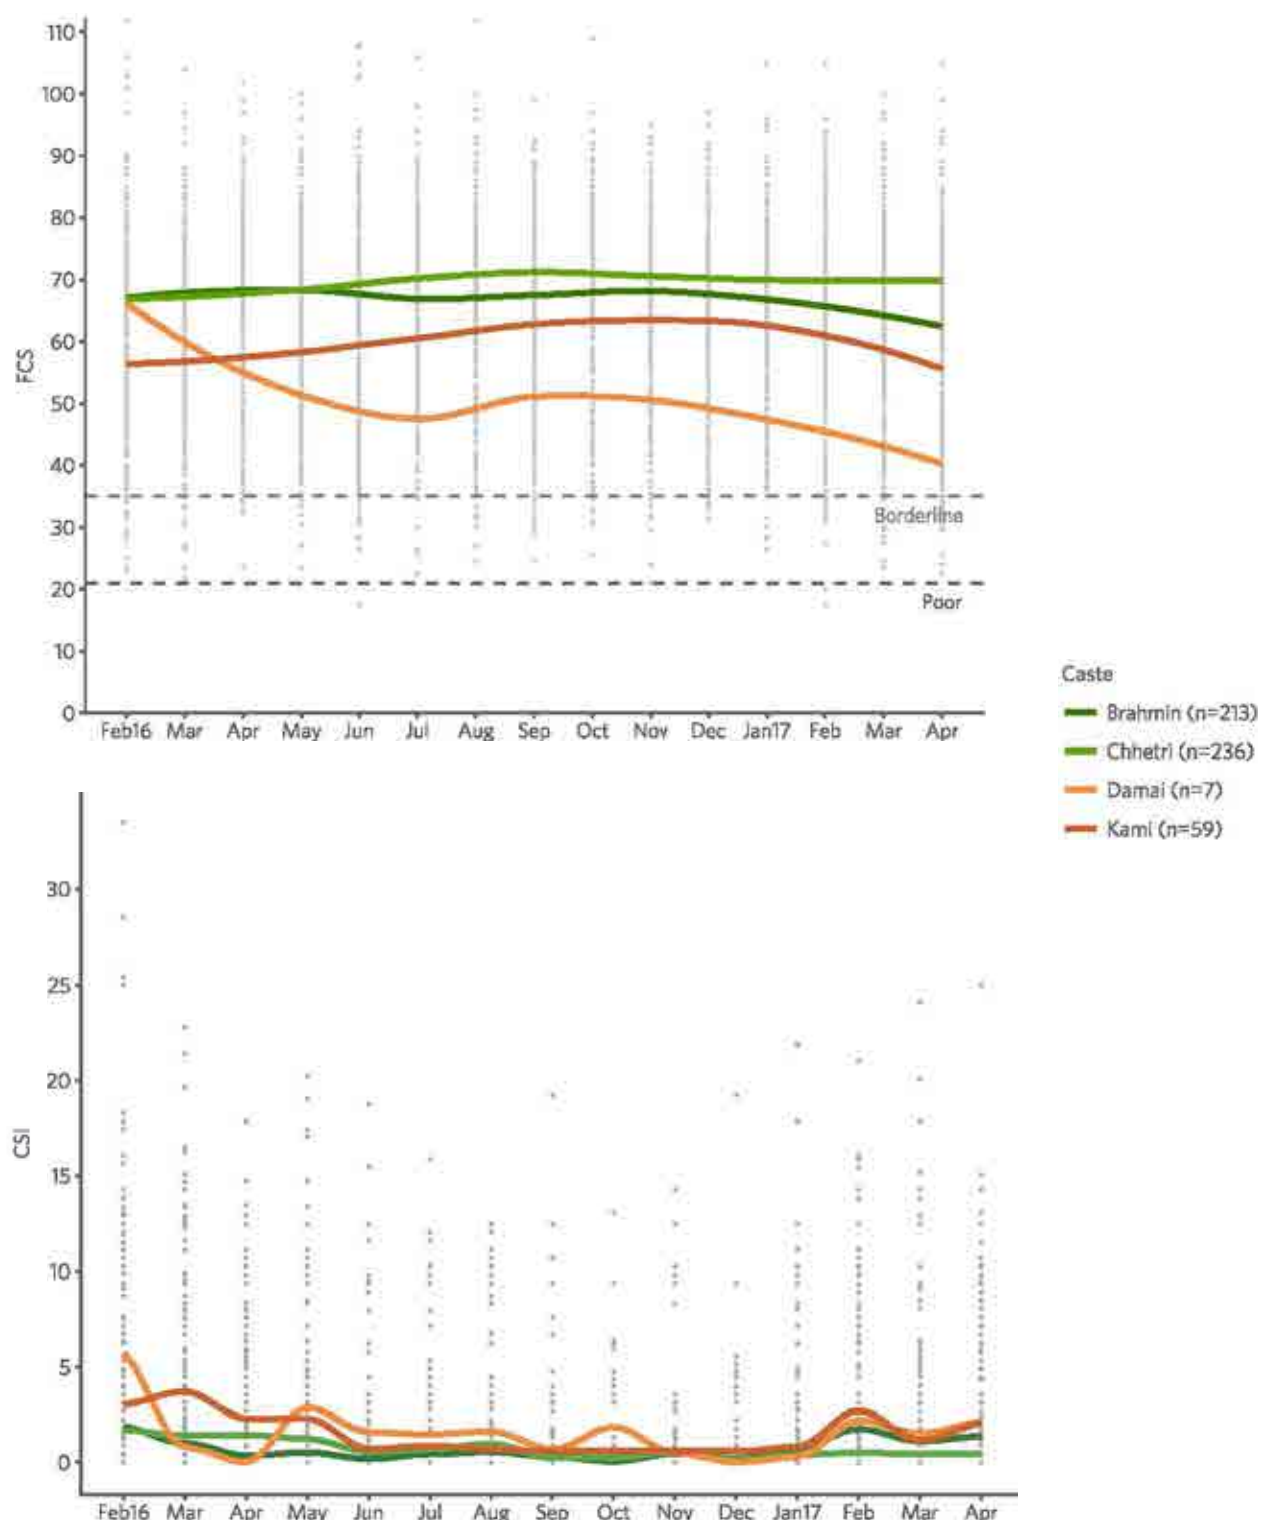 110
100
90
80
70
60
50
40
30
20
10
0
FCS
Borderline
Poor
Feb16 Mar Apr May Jun Jul Aug Sep Oct Nov Dec Jan17 Feb Mar Apr
Caste
Brahmin (n=213)
Chhetri (n=236)
Damai (n=7)
Kami (n=59)
30
25
20
15
10
5
0
CSI
Feb16 Mar Apr May Jun Jul Aug Sep Oct Nov Dec Jan17 Feb Mar Apr